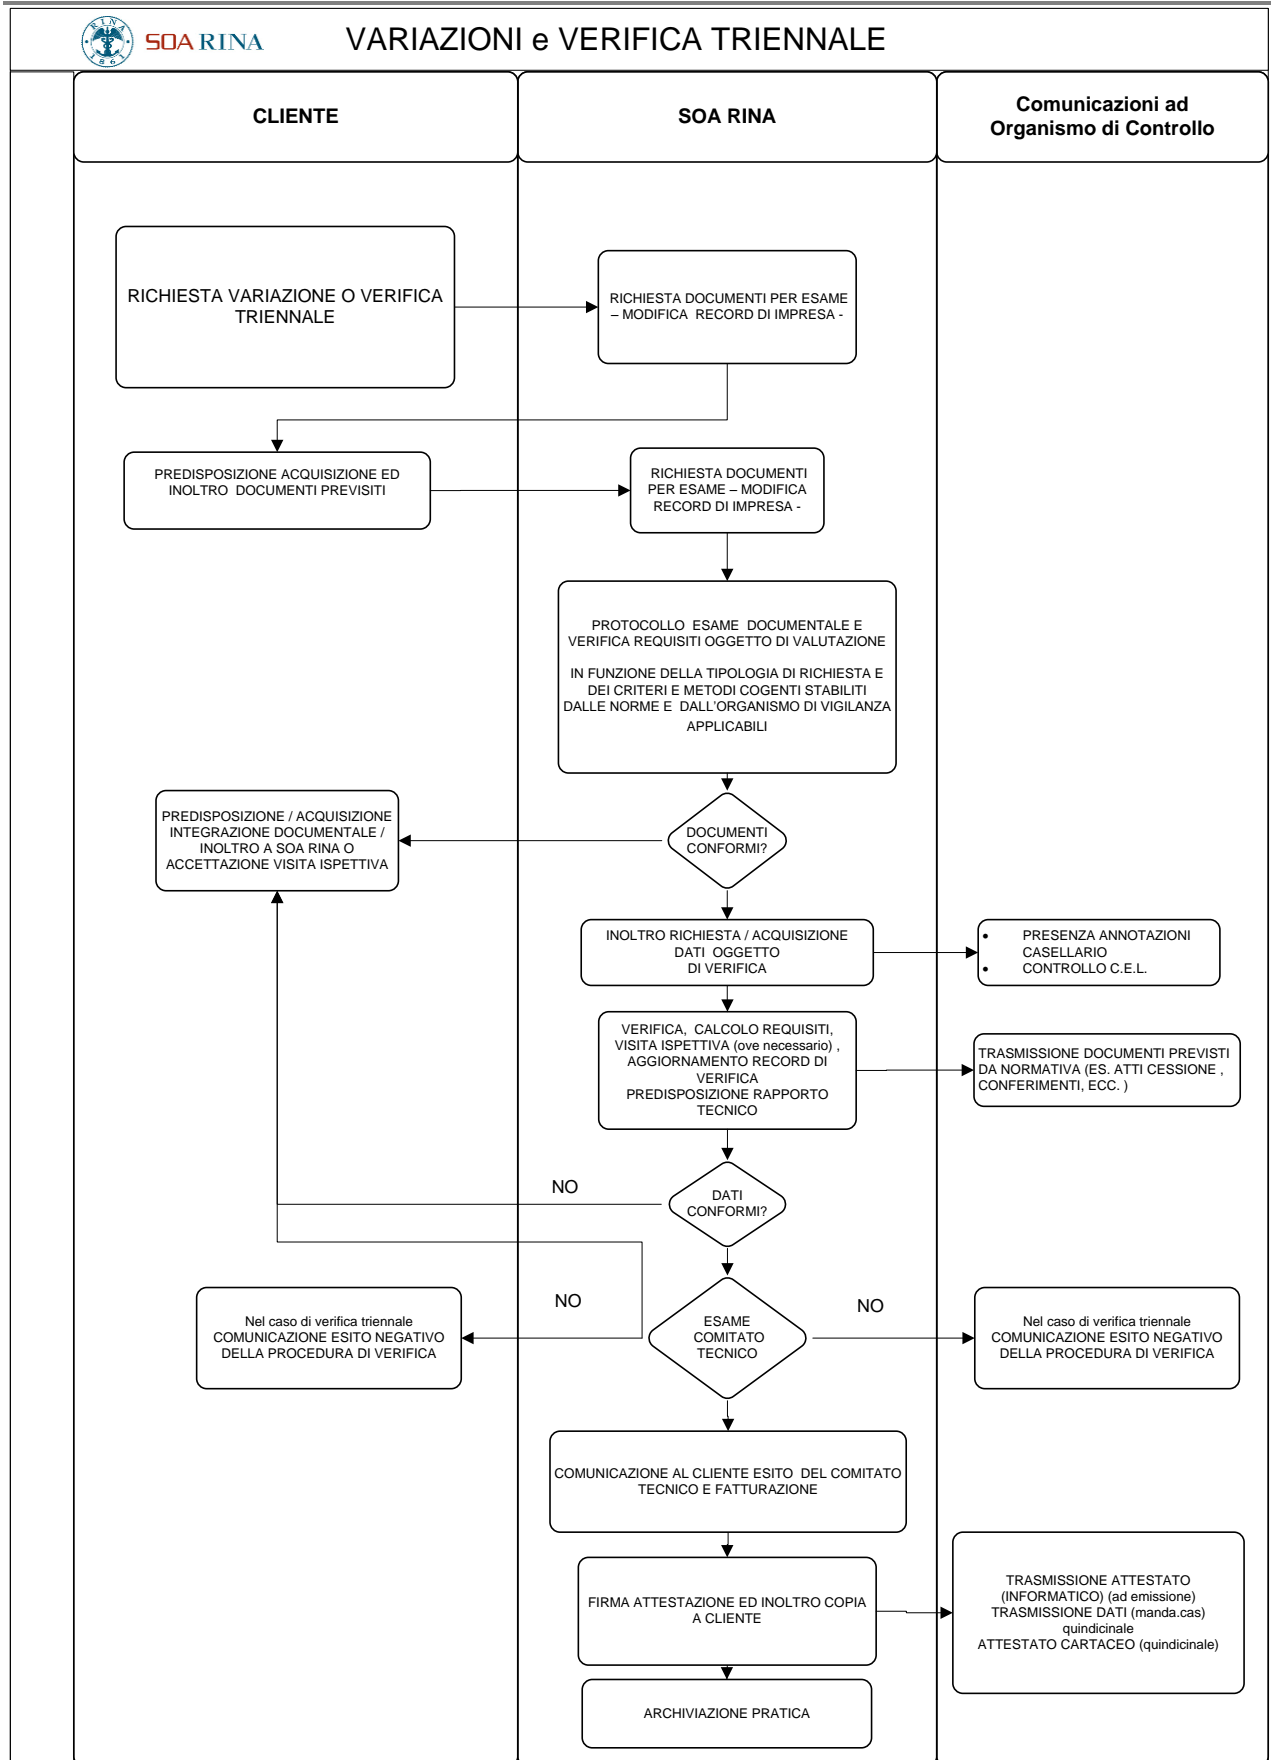 RINA
1861
SOA RINA
VARIAZIONI e VERIFICA TRIENNALE
CLIENTE
SOA RINA
Comunicazioni ad
Organismo di Controllo
RICHIESTA VARIAZIONE O VERIFICA
TRIENNALE
RICHIESTA DOCUMENTI PER ESAME
– MODIFICA RECORD DI IMPRESA -
PREDISPOSIZIONE ACQUISIZIONE ED
INOLTRO DOCUMENTI PREVISITI
RICHIESTA DOCUMENTI
PER ESAME – MODIFICA
RECORD DI IMPRESA -
PROTOCOLLO ESAME DOCUMENTALE E
VERIFICA REQUISITI OGGETTO DI VALUTAZIONE
IN FUNZIONE DELLA TIPOLOGIA DI RICHIESTA E
DEI CRITERI E METODI COGENTI STABILITI
DALLE NORME E DALL'ORGANISMO DI VIGILANZA
APPLICABILI
PREDISPOSIZIONE / ACQUISIZIONE
INTEGRAZIONE DOCUMENTALE /
INOLTRO A SOA RINA O
ACCETTAZIONE VISITA ISPETTIVA
DOCUMENTI
CONFORMI?
INOLTRO RICHIESTA / ACQUISIZIONE
DATI OGGETTO
DI VERIFICA
• PRESENZA ANNOTAZIONI
CASELLARIO
• CONTROLLO C.E.L.
VERIFICA, CALCOLO REQUISITI,
VISITA ISPETTIVA (ove necessario) ,
AGGIORNAMENTO RECORD DI
VERIFICA
PREDISPOSIZIONE RAPPORTO
TECNICO
TRASMISSIONE DOCUMENTI PREVISTI
DA NORMATIVA (ES. ATTI CESSIONE ,
CONFERIMENTI, ECC. )
NO
DATI
CONFORMI?
Nel caso di verifica triennale
COMUNICAZIONE ESITO NEGATIVO
DELLA PROCEDURA DI VERIFICA
NO
ESAME
COMITATO
TECNICO
NO
Nel caso di verifica triennale
COMUNICAZIONE ESITO NEGATIVO
DELLA PROCEDURA DI VERIFICA
COMUNICAZIONE AL CLIENTE ESITO DEL COMITATO
TECNICO E FATTURAZIONE
FIRMA ATTESTAZIONE ED INOLTRO COPIA
A CLIENTE
TRASMISSIONE ATTESTATO
(INFORMATICO) (ad emissione)
TRASMISSIONE DATI (manda.cas)
quindicinale
ATTESTATO CARTACEO (quindicinale)
ARCHIVIAZIONE PRATICA